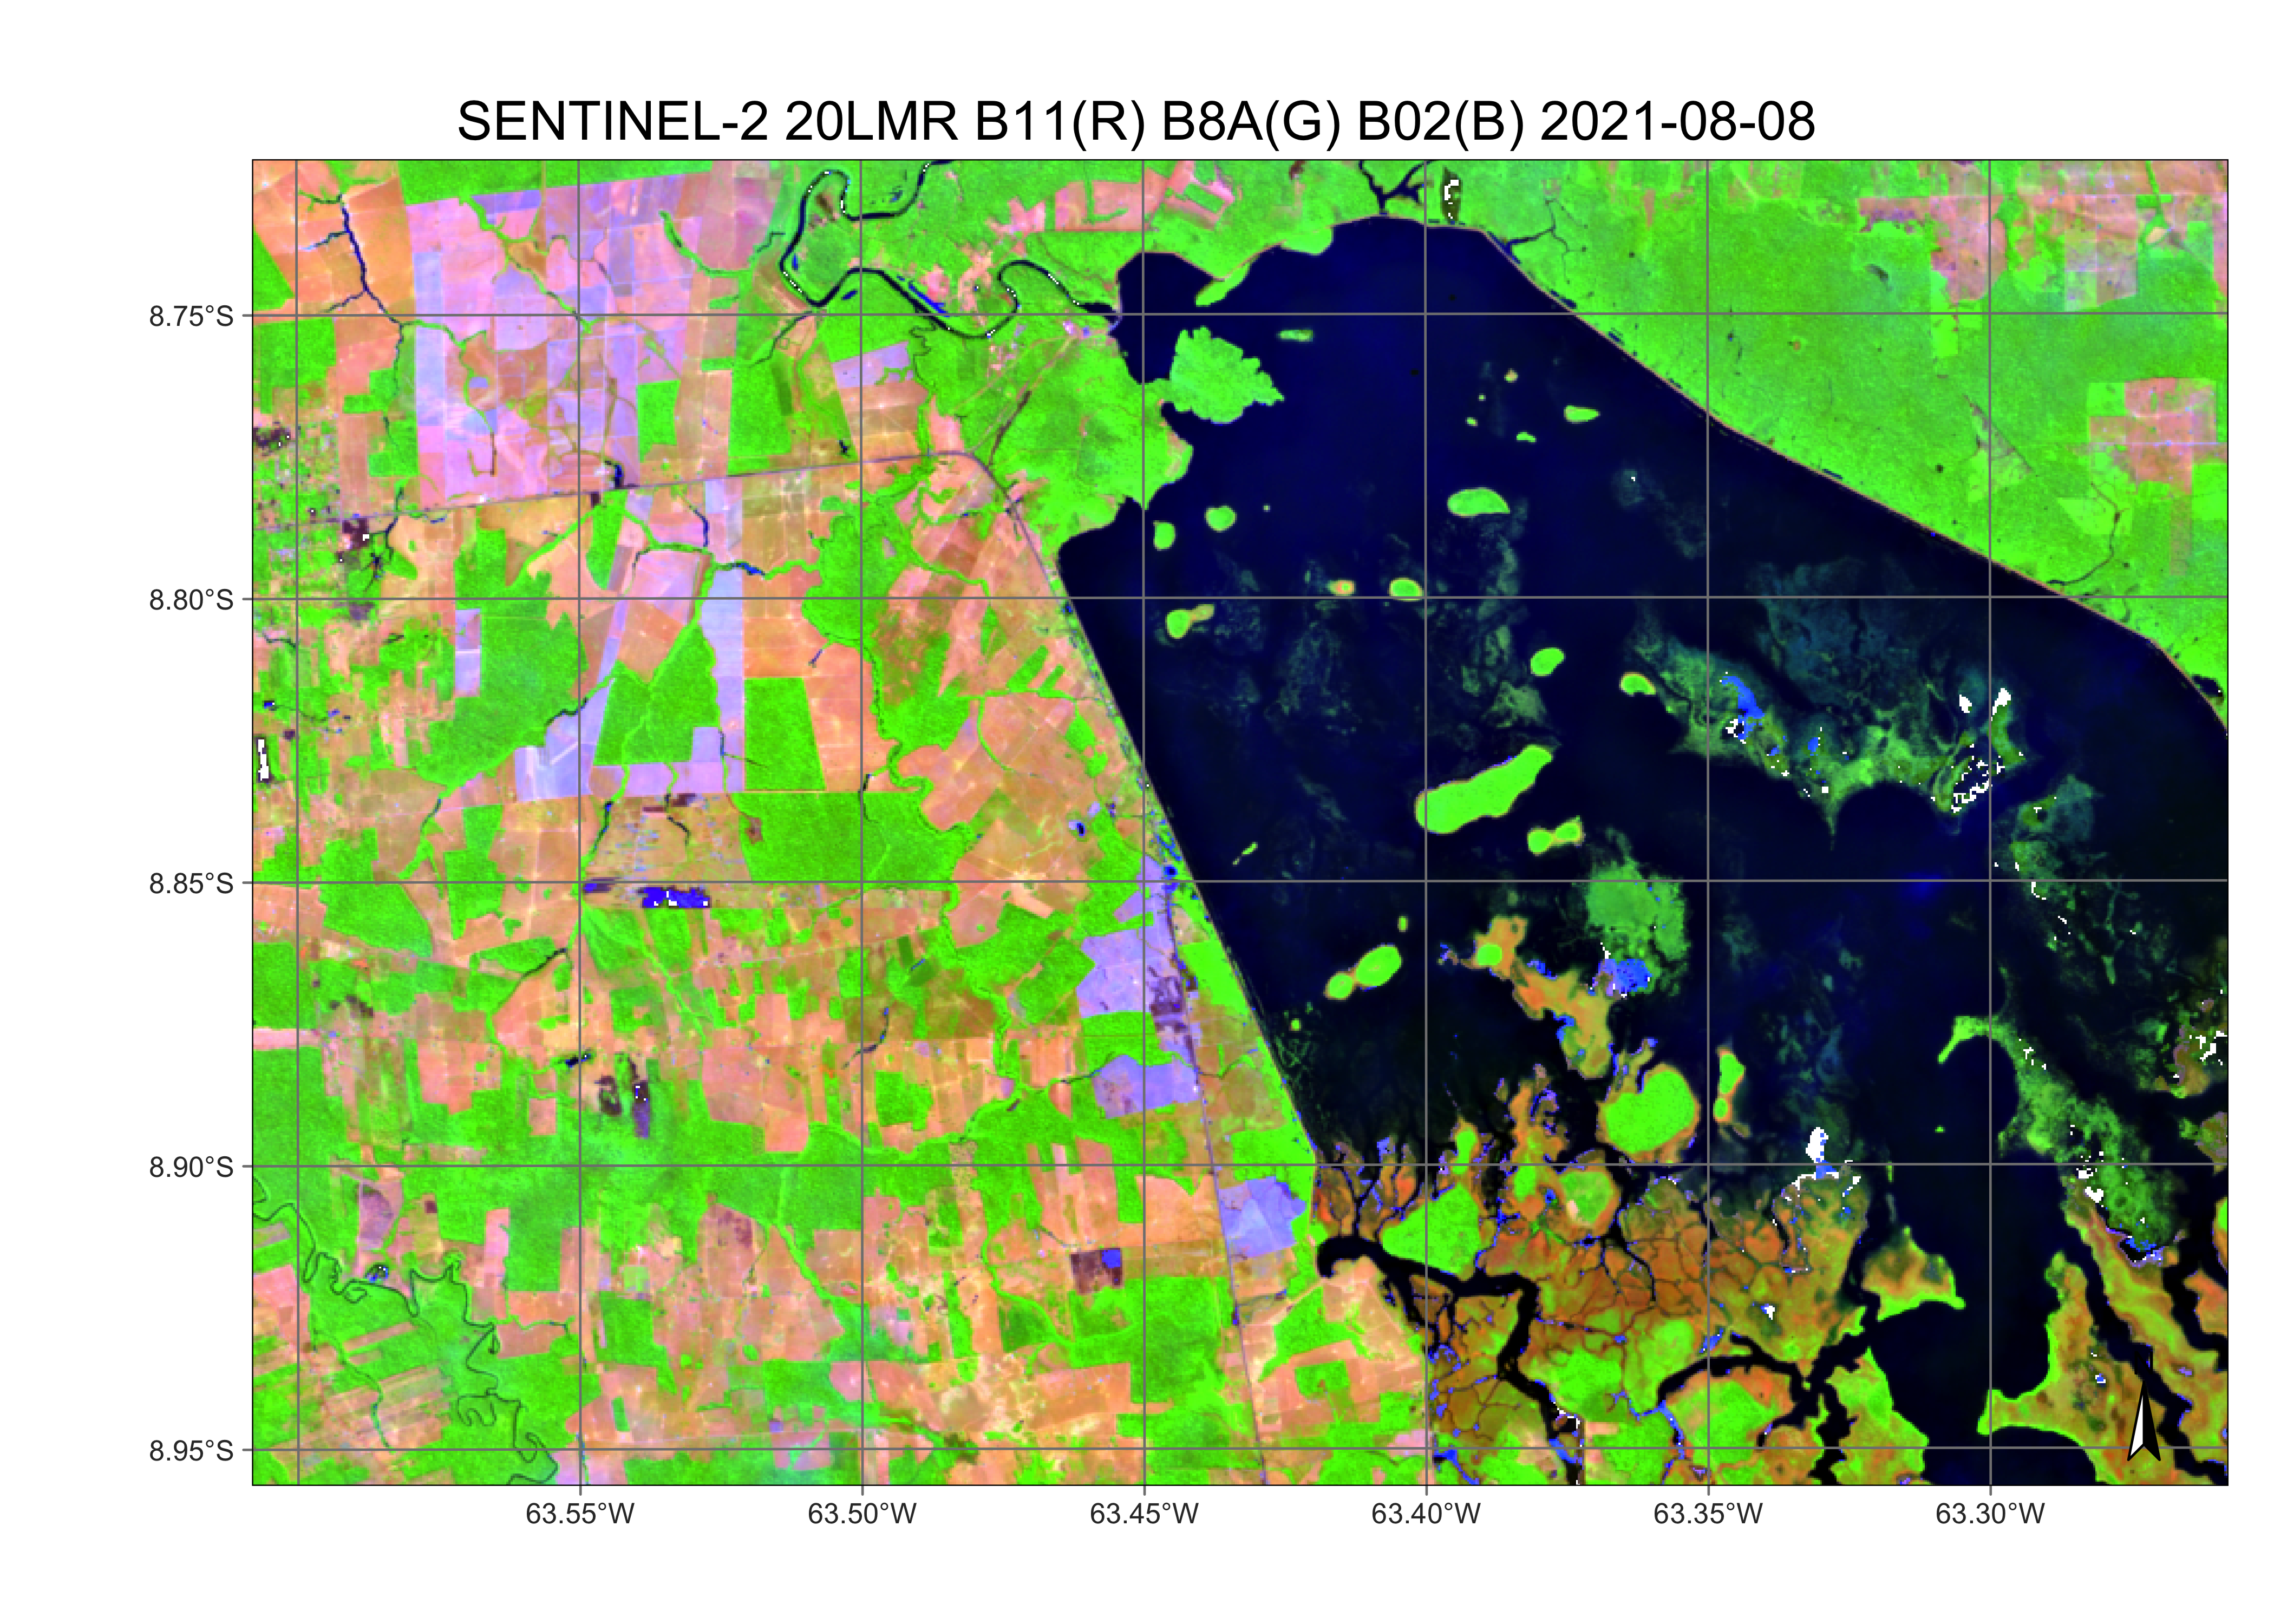 SENTINEL-2 20LMR B11(R) B8A(G) B02(B) 2021-08-08
8.75°S
8.80°S
8.85°S
8.90°S
8.95°S
63.55°W 63.50°W 63.45°W 63.40°W 63.35°W 63.30°W